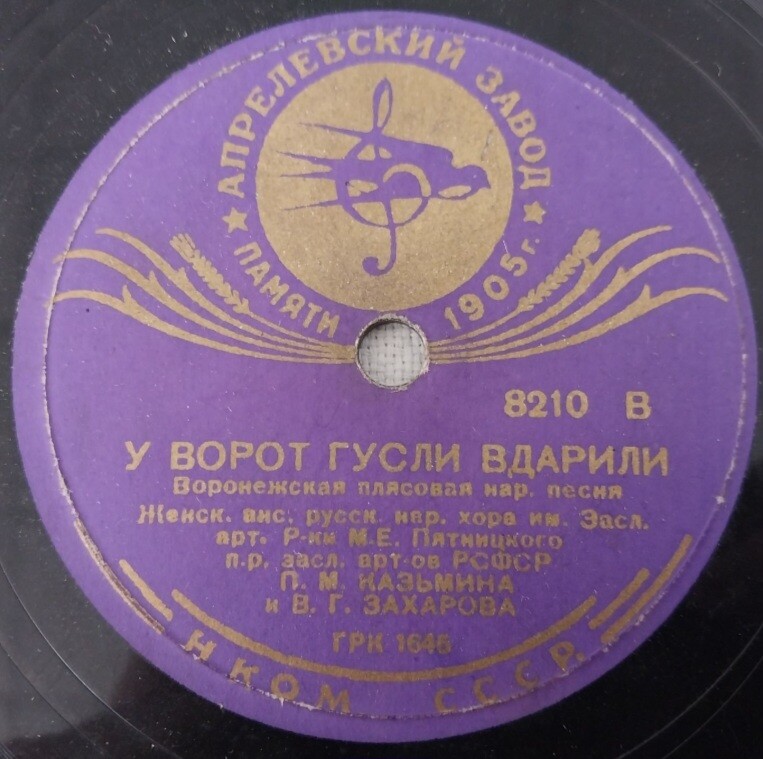 АПРЕЛЕВСКИЙ ЗАВОД
ПАМЯТИ 1905 г.
8210 В
У ВОРОТ ГУСЛИ ВДАРИЛИ
Воронежская плясовая нар. песня
Женск. анс. русск. нар. хора им. Засл.
арт. Р-ки М.Е. Пятницкого
п.р. засл. арт-ов РСФСР
П. М. КАЗЬМИНА
и В. Г. ЗАХАРОВА
ГРК 1646
НКОМ СССР